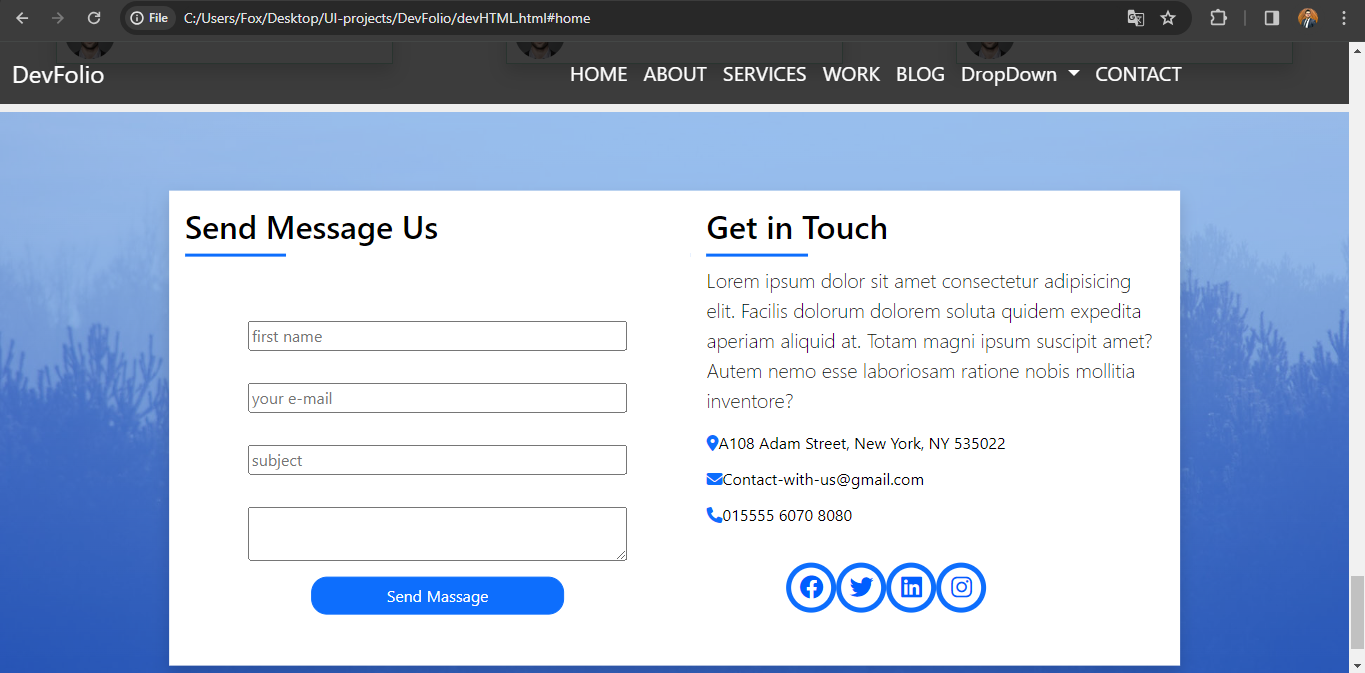 File C:/Users/Fox/Desktop/UI-projects/DevFolio/devHTML.html#home
DevFolio HOME ABOUT SERVICES WORK BLOG DropDown CONTACT
Send Message Us
first name
your e-mail
subject
Send Massage
Get in Touch
Lorem ipsum dolor sit amet consectetur adipisicing
elit. Facilis dolorum dolorem soluta quidem expedita
aperiam aliquid at. Totam magni ipsum suscipit amet?
Autem nemo esse laboriosam ratione nobis mollitia
inventore?
A108 Adam Street, New York, NY 535022
Contact-with-us@gmail.com
015555 6070 8080